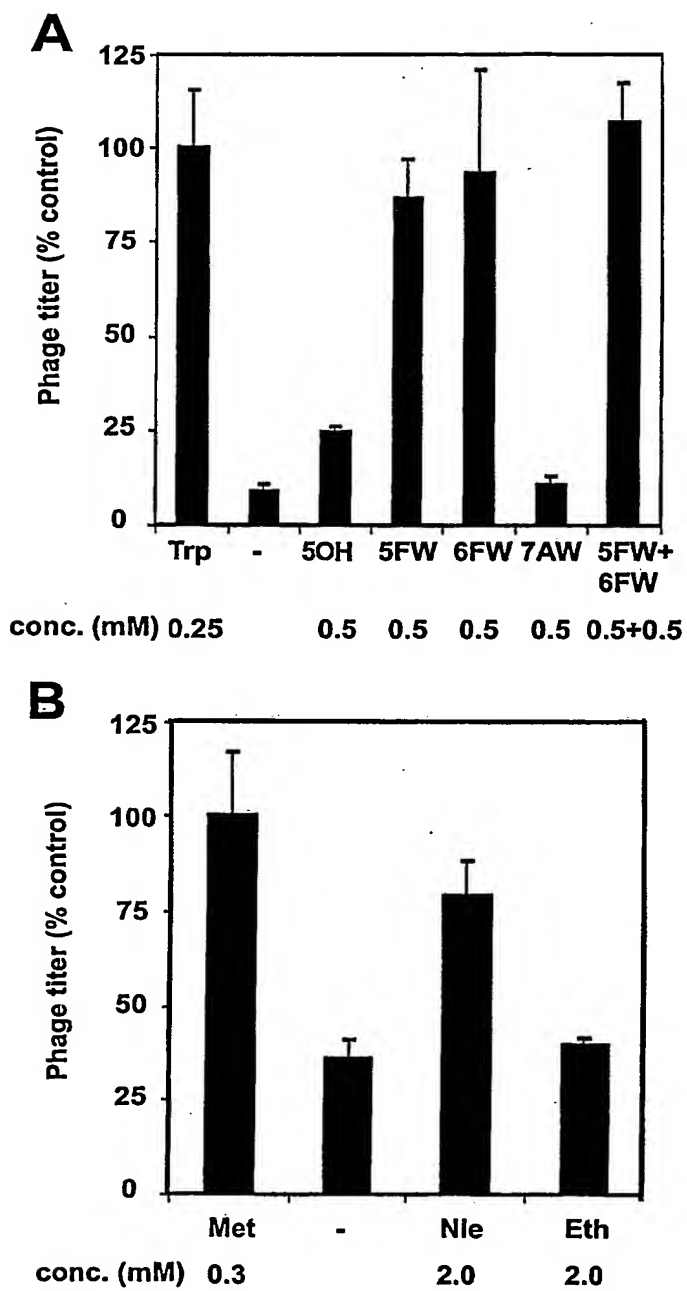 A
Phage titer (% control)
125
100
75
50
25
0
Trp - 5OH 5FW 6FW 7AW 5FW+
6FW
conc. (mM) 0.25 0.5 0.5 0.5 0.5 0.5+0.5
B
Phage titer (% control)
125
100
75
50
25
0
Met - Nle Eth
conc. (mM) 0.3 2.0 2.0